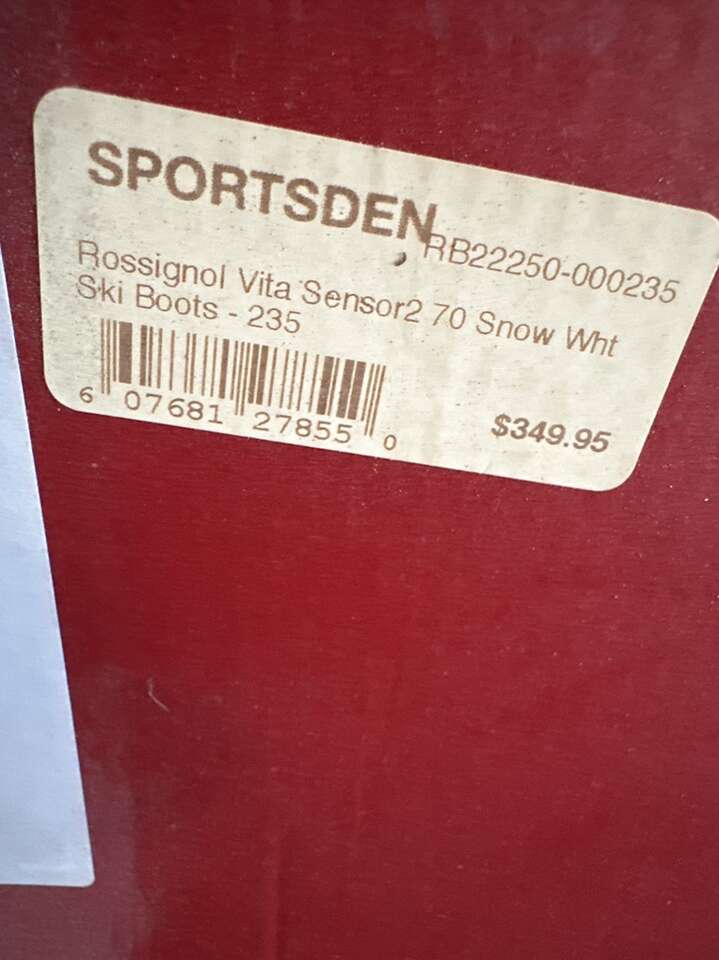 SPORTSDEN
RB22250-000235
Rossignol Vita Sensor2 70 Snow Wht
Ski Boots - 235
6 07681 27855 0
$349.95